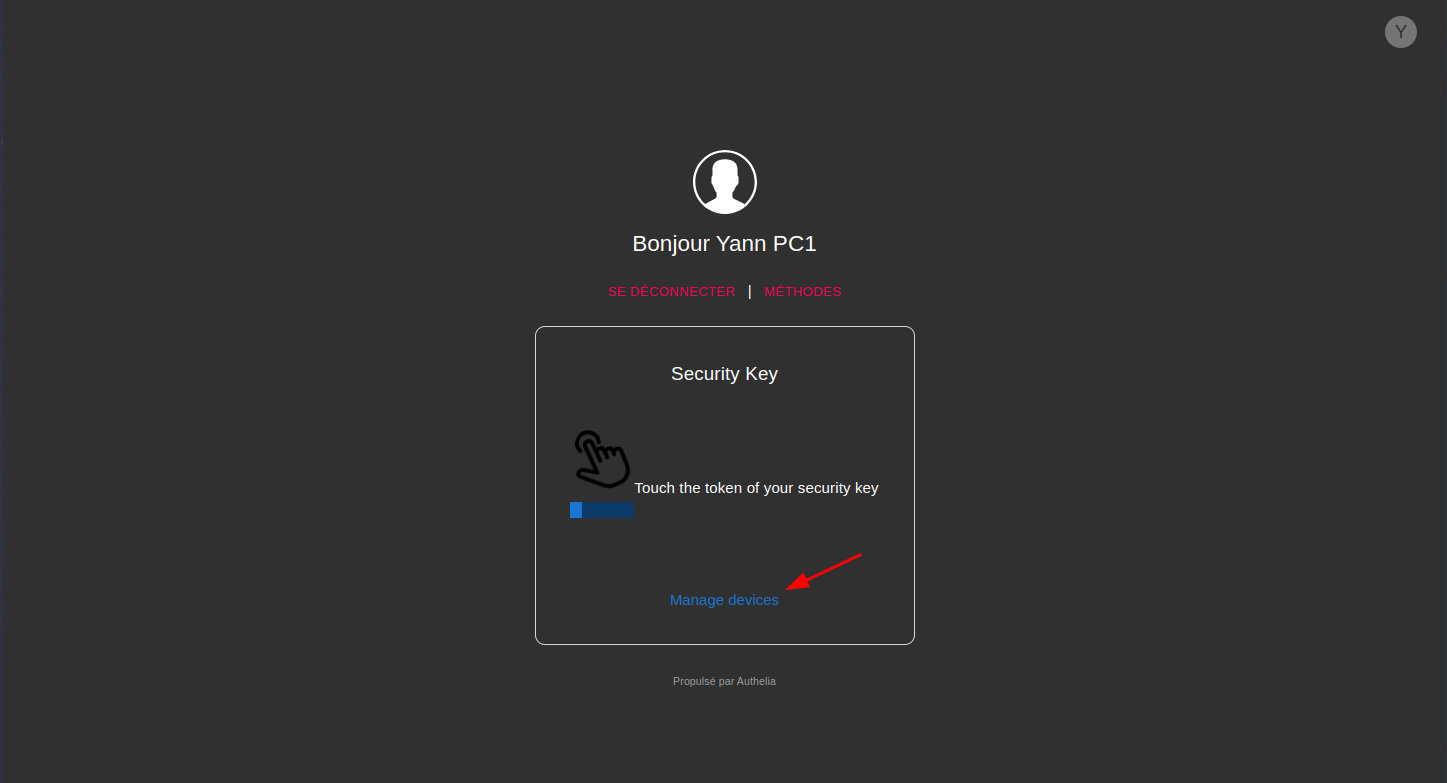 Y
Bonjour Yann PC1
SE DÉCONNECTER | MÉTHODES
Security Key
Touch the token of your security key
Manage devices
Propulsé par Authelia